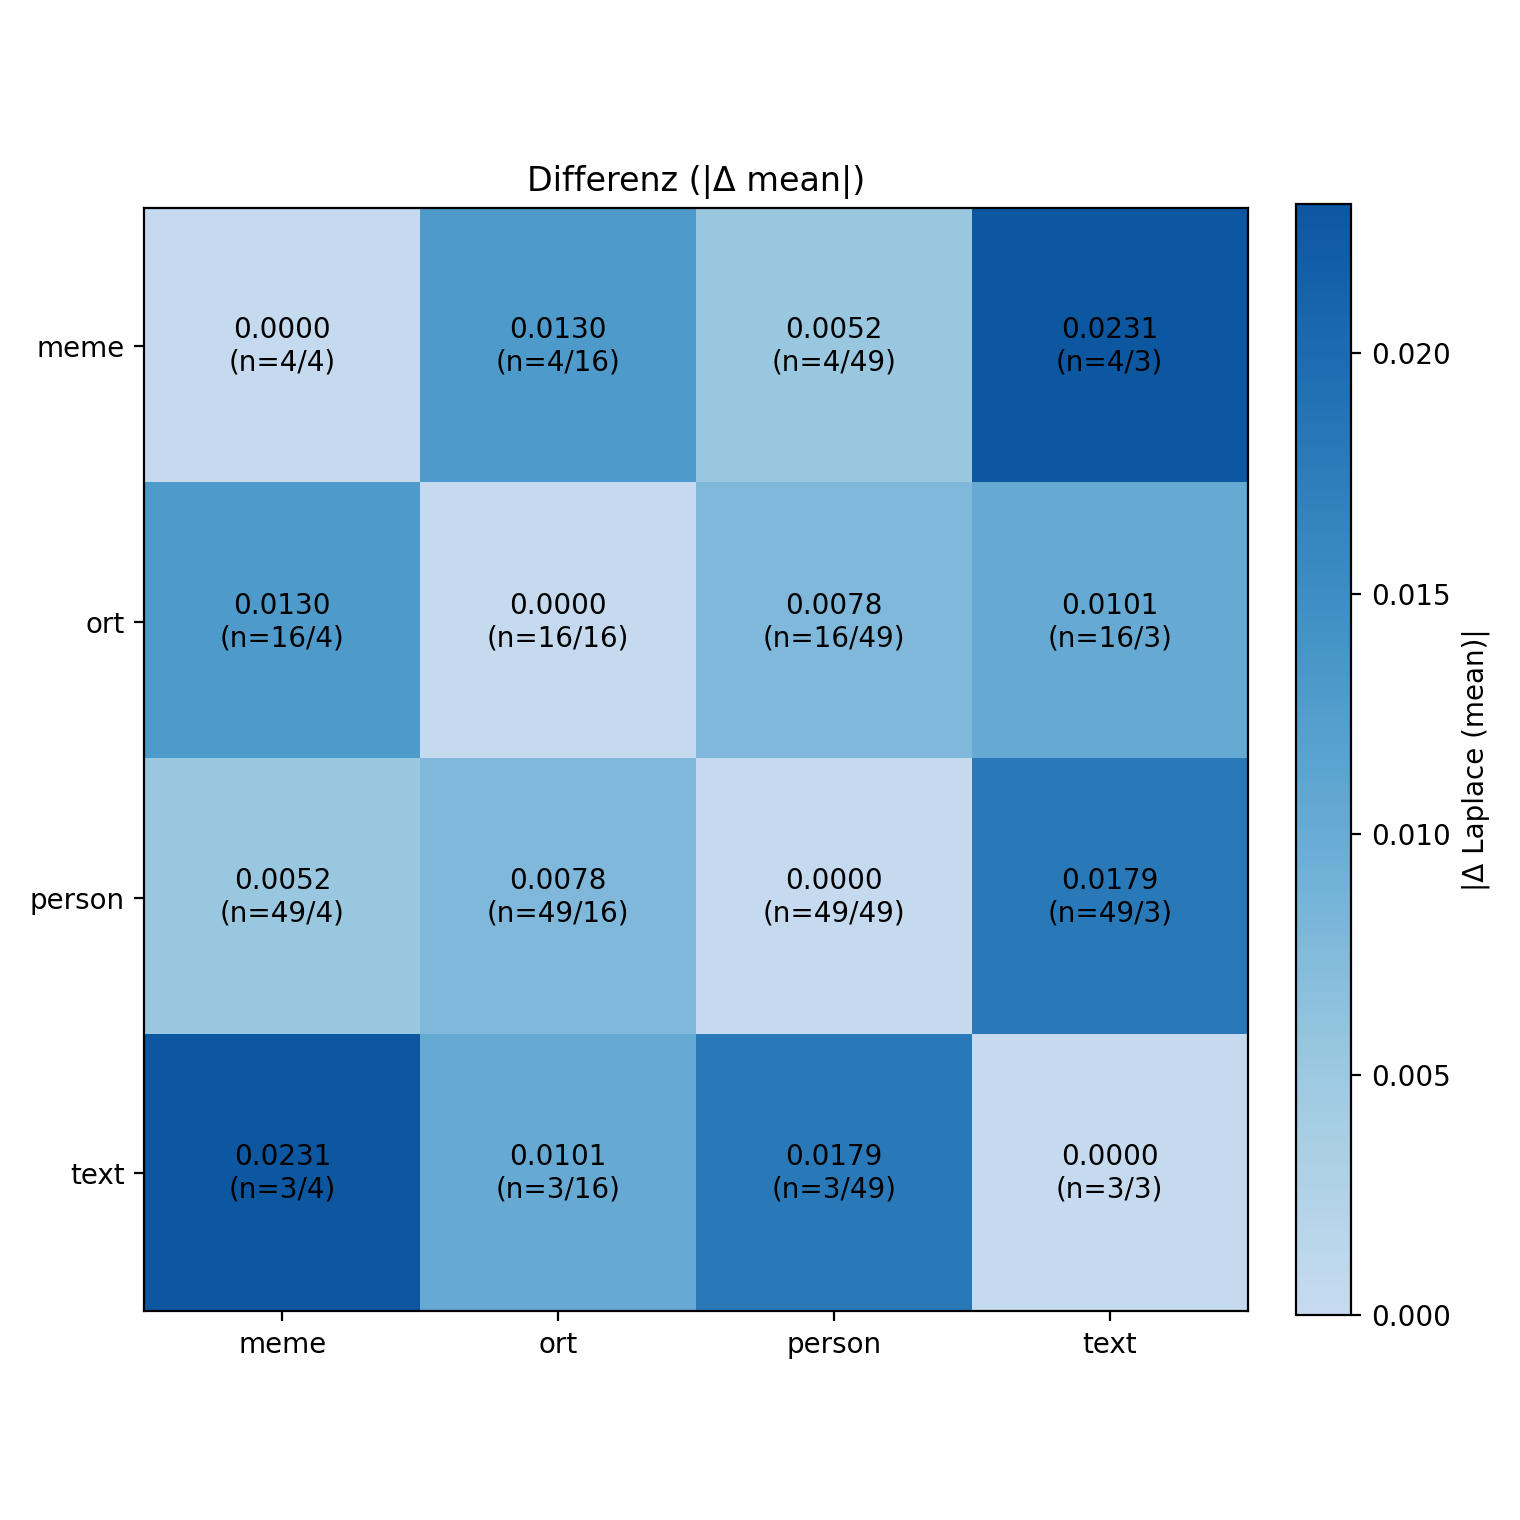 Differenz (|Δ mean|)
meme
0.0000
(n=4/4)
0.0130
(n=4/16)
0.0052
(n=4/49)
0.0231
(n=4/3)
ort
0.0130
(n=16/4)
0.0000
(n=16/16)
0.0078
(n=16/49)
0.0101
(n=16/3)
person
0.0052
(n=49/4)
0.0078
(n=49/16)
0.0000
(n=49/49)
0.0179
(n=49/3)
text
0.0231
(n=3/4)
0.0101
(n=3/16)
0.0179
(n=3/49)
0.0000
(n=3/3)
meme
ort
person
text
0.020
0.015
0.010
0.005
0.000
|Δ Laplace (mean)|